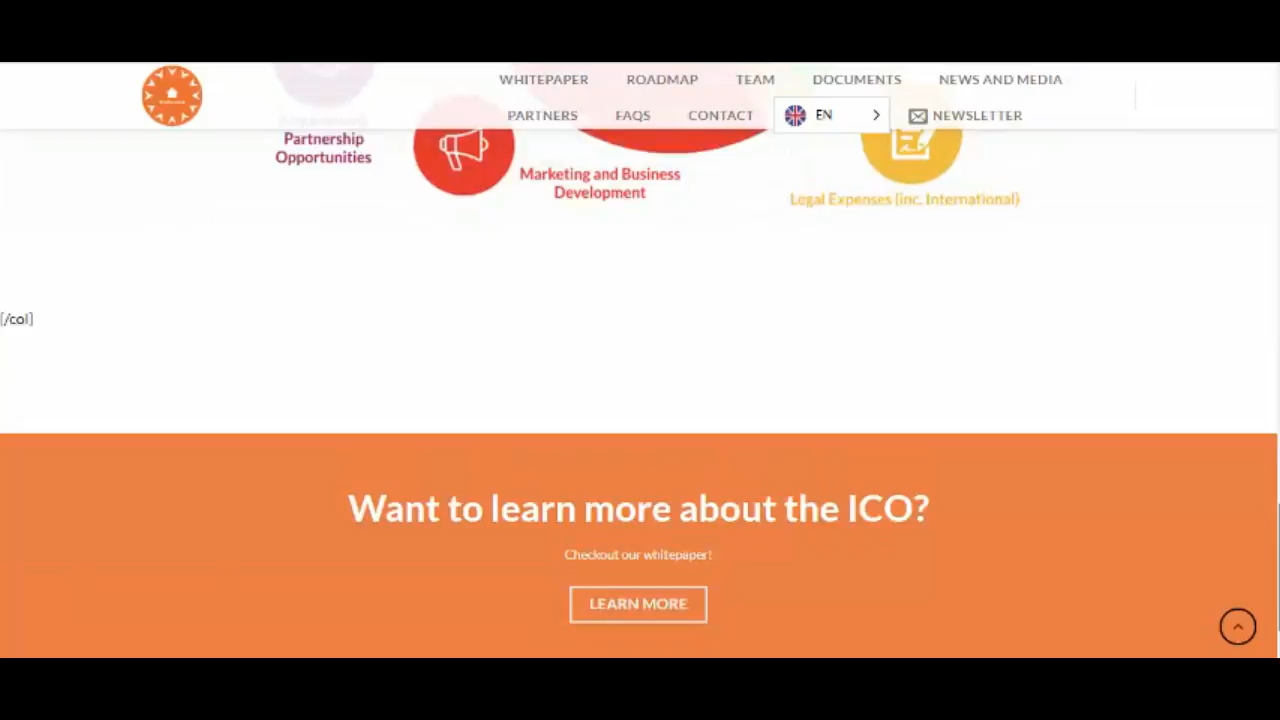 WHITEPAPER ROADMAP TEAM DOCUMENTS NEWS AND MEDIA
PARTNERS FAQS CONTACT EN NEWSLETTER
Partnership
Opportunities
Marketing and Business
Development
Legal Expenses (inc. International)
[/col]
Want to learn more about the ICO?
Checkout our whitepaper!
LEARN MORE